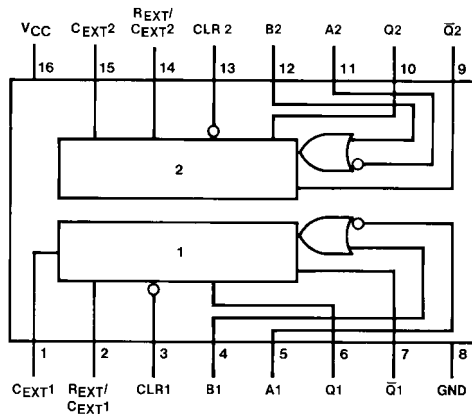 VCC CEXT2 REXT/CEXT2 CLR 2 B2 A2 Q2 Q̅2
16 15 14 13 12 11 10 9
2
1
1 2 3 4 5 6 7 8
CEXT1 REXT/CEXT1 CLR1 B1 A1 Q1 Q̅1 GND